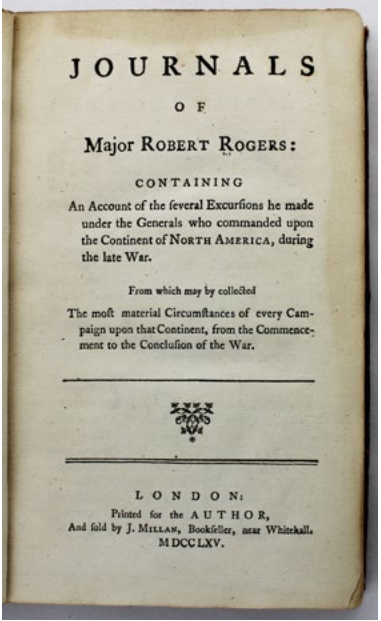 JOURNALS
OF
Major ROBERT ROGERS:
CONTAINING
An Account of the ſeveral Excurſions he made
under the Generals who commanded upon
the Continent of NORTH AMERICA, during
the late War.
From which may by collected
The moſt material Circumſtances of every Cam-
paign upon that Continent, from the Commence-
ment to the Concluſion of the War.
LONDON:
Printed for the AUTHOR,
And ſold by J. MILLAN, Bookſeller, near Whitehall.
MDCCLXV.